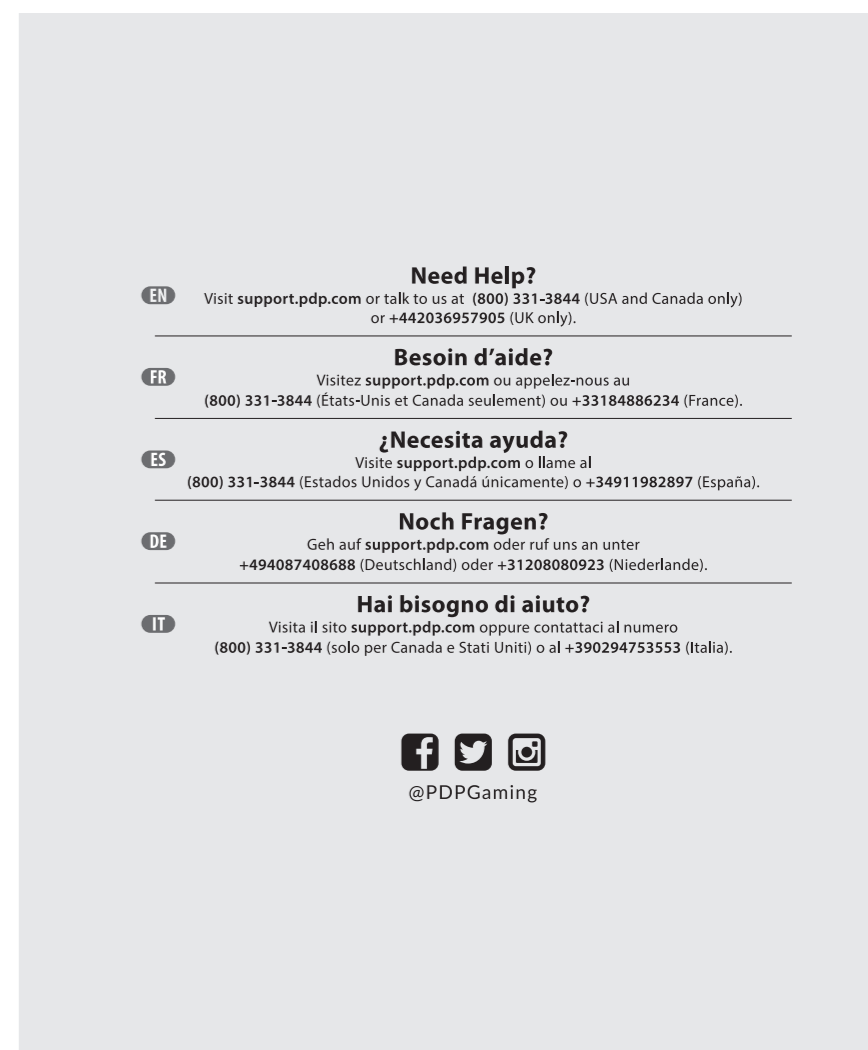 Need Help?
EN
Visit support.pdp.com or talk to us at (800) 331-3844 (USA and Canada only)
or +442036957905 (UK only).
Besoin d'aide?
FR
Visitez support.pdp.com ou appelez-nous au
(800) 331-3844 (États-Unis et Canada seulement) ou +33184886234 (France).
¿Necesita ayuda?
ES
Visite support.pdp.com o llame al
(800) 331-3844 (Estados Unidos y Canadá únicamente) o +34911982897 (España).
Noch Fragen?
DE
Geh auf support.pdp.com oder ruf uns an unter
+494087408688 (Deutschland) oder +31208080923 (Niederlande).
Hai bisogno di aiuto?
IT
Visita il sito support.pdp.com oppure contattaci al numero
(800) 331-3844 (solo per Canada e Stati Uniti) o al +390294753553 (Italia).
@PDPGaming